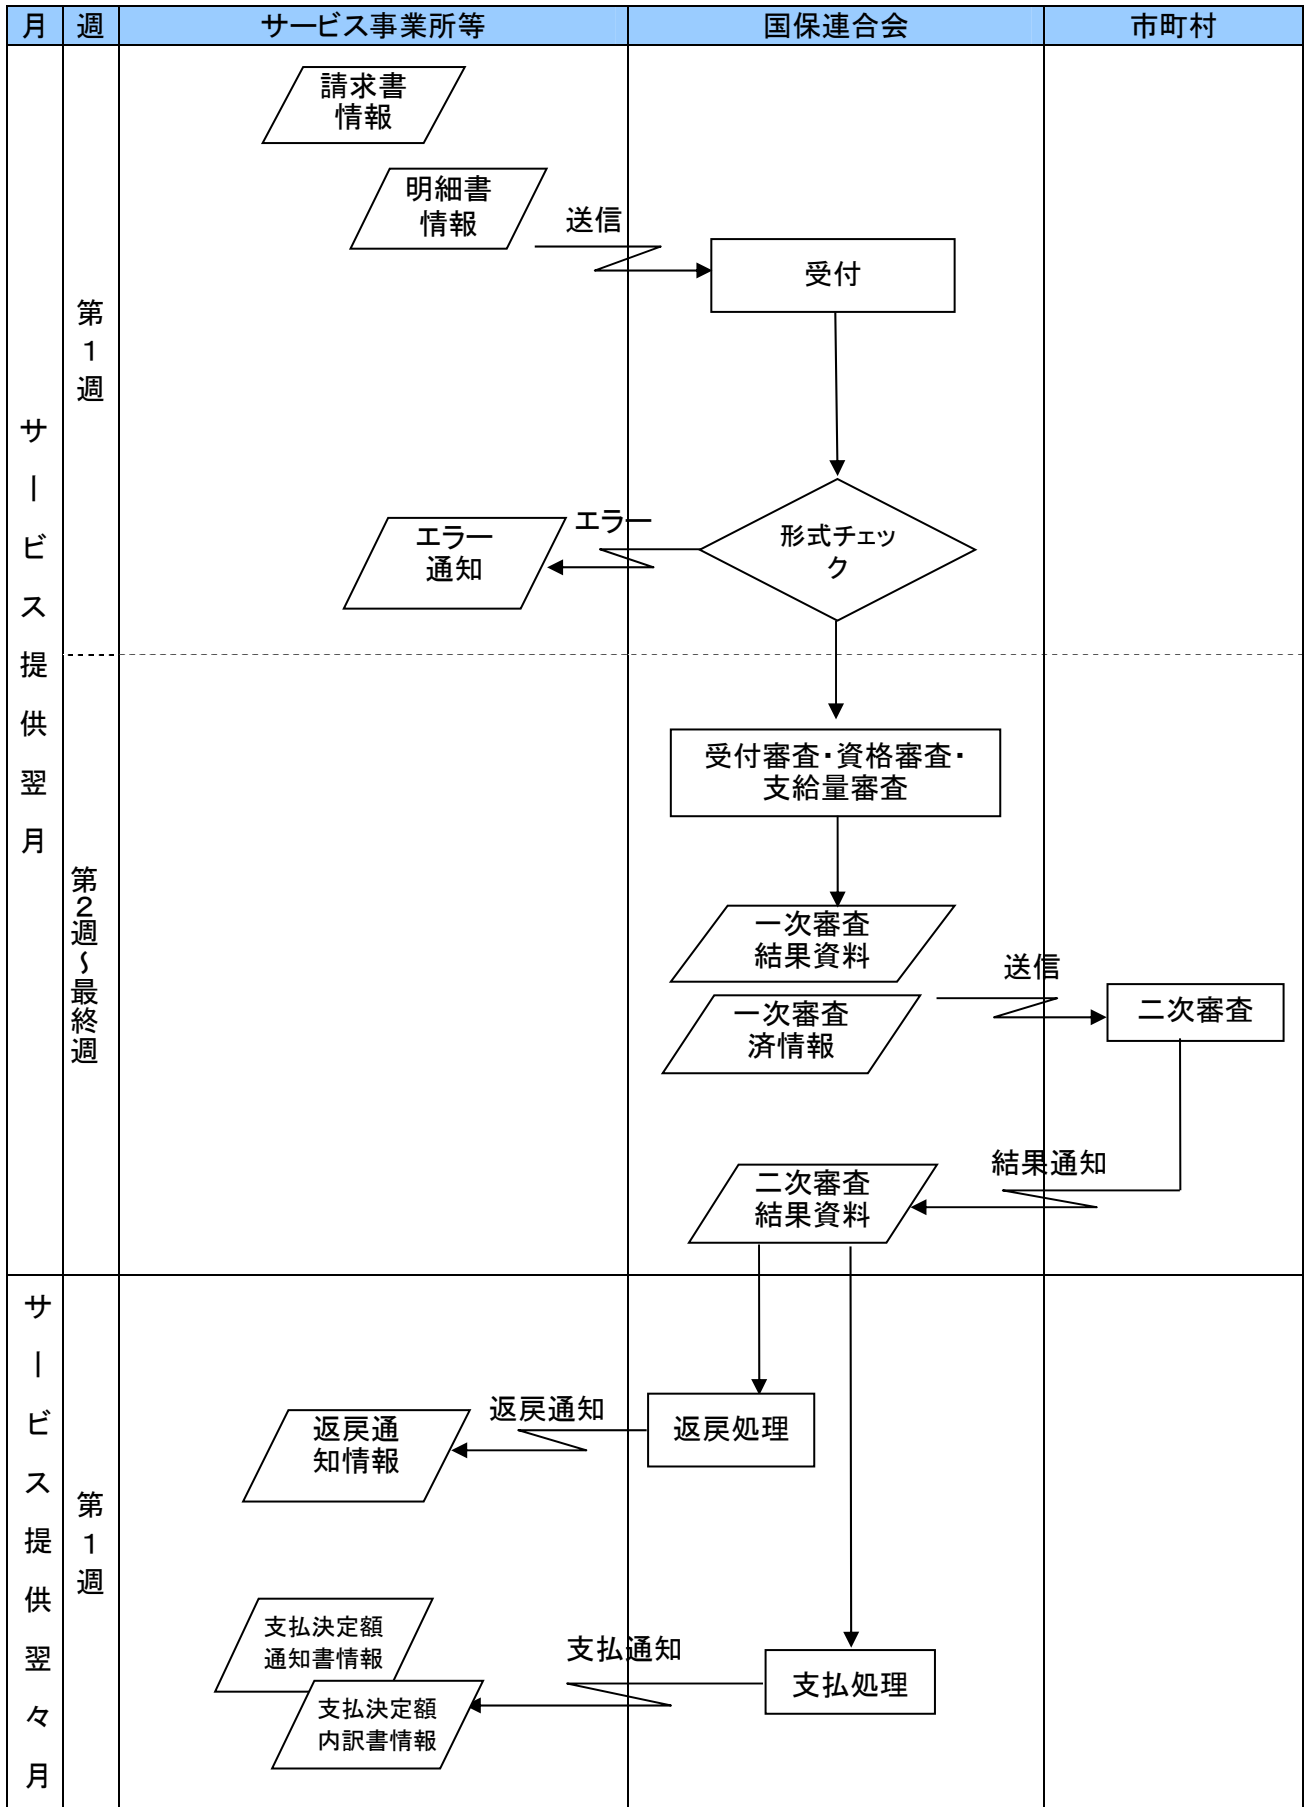 月 週 サービス事業所等 国保連合会 市町村
サービス提供翌月
第1週
請求書
情報
明細書
情報
送信
受付
形式チェッ
ク
エラー
エラー
通知
第2週～最終週
受付審査・資格審査・
支給量審査
一次審査
結果資料
一次審査
済情報
送信
二次審査
結果通知
二次審査
結果資料
サービス提供翌々月
第1週
返戻処理
返戻通知
返戻通
知情報
支払処理
支払通知
支払決定額
通知書情報
支払決定額
内訳書情報